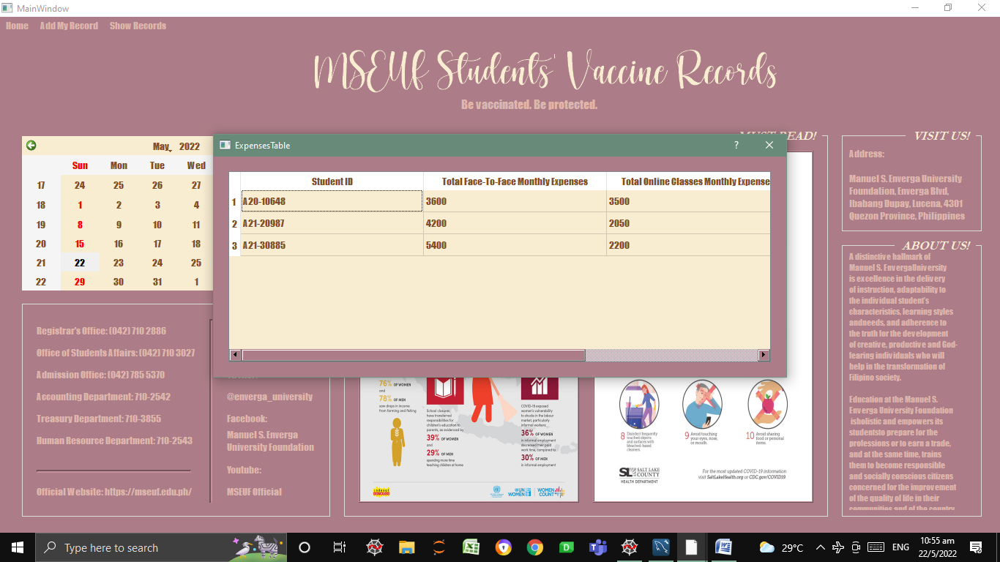 MainWindow
Home Add My Record Show Records
MSEUf Students' Vaccine Records
Be vaccinated. Be protected.
May, 2022
Sun Mon Tue Wed
17 24 25 26 27
18 1 2 3 4
19 8 9 10 11
20 15 16 17 18
21 22 23 24 25
22 29 30 31 1
ExpensesTable
?
Student ID Total Face-To-Face Monthly Expenses Total Online Classes Monthly Expense
1 A20-10648 3600 3500
2 A21-20987 4200 2050
3 A21-30885 5400 2200
MUST READ!
VISIT US!
Address:
Manuel S. Enverga University
Foundation, Enverga Blvd,
Ibabang Dupay, Lucena, 4301
Quezon Province, Philippines
ABOUT US!
A distinctive hallmark of
Manuel S. EnvergaUniversity
is excellence in the delivery
of instruction, adaptability to
the individual student's
characteristics, learning styles
andneeds, and adherence to
the truth for the development
of creative, productive and God-
fearing individuals who will
help in the transformation of
Filipino society.
Education at the Manuel S.
Enverga University Foundation
isholistic and empowers its
studentsto prepare for the
professions or to earn a trade,
and at the same time, trains
them to become responsible
and socially conscious citizens
concerned for the improvement
of the quality of life in their
communities and of the country
Registrar's Office: (042) 710 2886
Office of Students Affairs: (042) 710 3027
Admission Office: (042) 785 5370
Accounting Department: 710-2542
Treasury Department: 710-3855
Human Resource Department: 710-2543
Official Website: https://mseuf.edu.ph/
@emverga_university
Facebook:
Manuel S. Enverga
University Foundation
Youtube:
MSEUF Official
76% OF WOMEN
and
78% OF MEN
saw drops in income
from farming and fishing
School closures
have transferred
responsibilities for
children's education to
parents, as evidenced by
39% OF WOMEN
and
29% OF MEN
spending more time
teaching children at home
COVID-19 exposed
women's vulnerability
to shocks in the labour
market, particularly
informal workers.
36% OF WOMEN
in informal employment
decreased their paid
work time, compared to
30% OF MEN
in informal employment
UN WOMEN
WOMEN COUNT
8 Disinfect frequently
touched objects
and surfaces with
bleached-based
cleaners.
9 Avoid touching
your eyes, nose,
or mouth.
10 Avoid sharing
food or personal
items.
SALT LAKE
COUNTY
HEALTH DEPARTMENT
For the most updated COVID-19 information
visit SaltLakeHealth.org or CDC.gov/COVID19.
Type here to search
29°C
ENG
10:55 am
22/5/2022